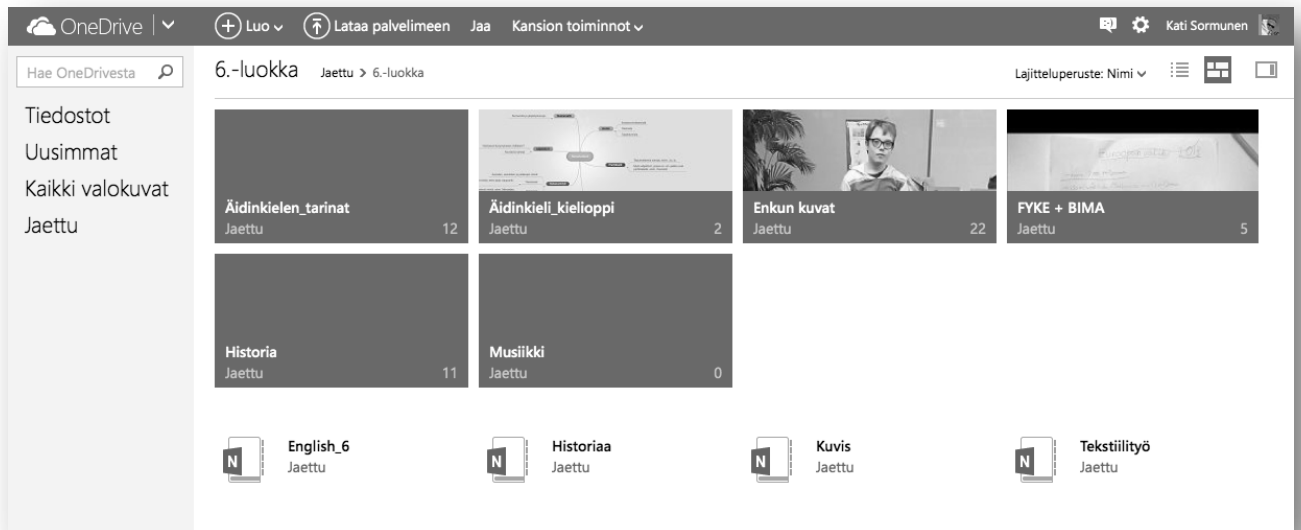 OneDrive
Luo
Lataa palvelimeen
Jaa
Kansion toiminnot
Kati Sormunen
Hae OneDrivesta
6.-luokka
Jaettu > 6.-luokka
Lajitteluperuste: Nimi
Tiedostot
Uusimmat
Kaikki valokuvat
Jaettu
Äidinkielen_tarinat
Jaettu 12
Äidinkieli_kielioppi
Jaettu 2
Enkun kuvat
Jaettu 22
FYKE + BIMA
Jaettu 5
Historia
Jaettu 11
Musiikki
Jaettu 0
N
English_6
Jaettu
N
Historiaa
Jaettu
N
Kuvis
Jaettu
N
Tekstiilityö
Jaettu